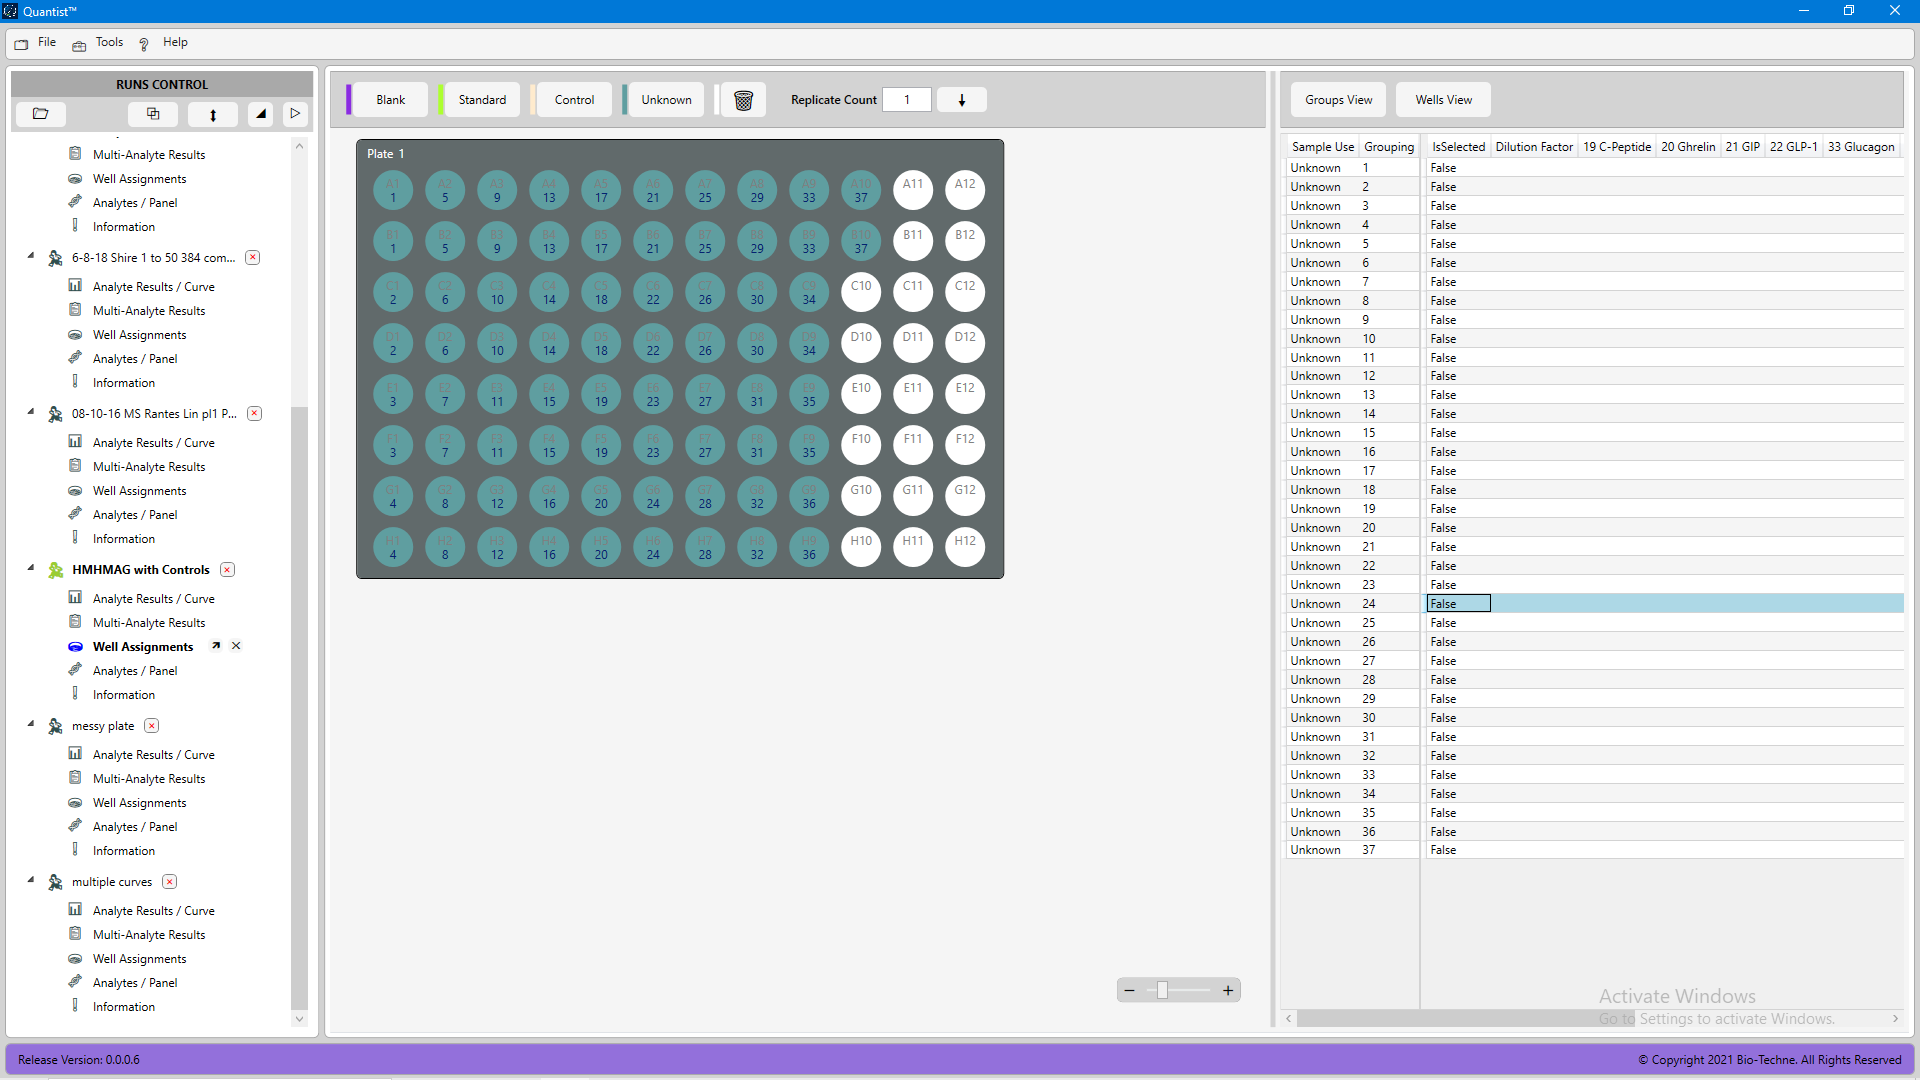 Quantist™
File Tools Help
RUNS CONTROL
Multi-Analyte Results
Well Assignments
Analytes / Panel
Information
6-8-18 Shire 1 to 50 384 com...
Analyte Results / Curve
Multi-Analyte Results
Well Assignments
Analytes / Panel
Information
08-10-16 MS Rantes Lin pl1 P...
Analyte Results / Curve
Multi-Analyte Results
Well Assignments
Analytes / Panel
Information
HMHMAG with Controls
Analyte Results / Curve
Multi-Analyte Results
Well Assignments
Analytes / Panel
Information
messy plate
Analyte Results / Curve
Multi-Analyte Results
Well Assignments
Analytes / Panel
Information
multiple curves
Analyte Results / Curve
Multi-Analyte Results
Well Assignments
Analytes / Panel
Information
Blank Standard Control Unknown Replicate Count 1
Plate 1
A1 A2 A3 A4 A5 A6 A7 A8 A9 A10 A11 A12
1 5 9 13 17 21 25 29 33 37
B1 B2 B3 B4 B5 B6 B7 B8 B9 B10 B11 B12
1 5 9 13 17 21 25 29 33 37
C1 C2 C3 C4 C5 C6 C7 C8 C9 C10 C11 C12
2 6 10 14 18 22 26 30 34
D1 D2 D3 D4 D5 D6 D7 D8 D9 D10 D11 D12
2 6 10 14 18 22 26 30 34
E1 E2 E3 E4 E5 E6 E7 E8 E9 E10 E11 E12
3 7 11 15 19 23 27 31 35
F1 F2 F3 F4 F5 F6 F7 F8 F9 F10 F11 F12
3 7 11 15 19 23 27 31 35
G1 G2 G3 G4 G5 G6 G7 G8 G9 G10 G11 G12
4 8 12 16 20 24 28 32 36
H1 H2 H3 H4 H5 H6 H7 H8 H9 H10 H11 H12
4 8 12 16 20 24 28 32 36
Groups View Wells View
Sample Use Grouping IsSelected Dilution Factor 19 C-Peptide 20 Ghrelin 21 GIP 22 GLP-1 33 Glucagon
Unknown 1 False
Unknown 2 False
Unknown 3 False
Unknown 4 False
Unknown 5 False
Unknown 6 False
Unknown 7 False
Unknown 8 False
Unknown 9 False
Unknown 10 False
Unknown 11 False
Unknown 12 False
Unknown 13 False
Unknown 14 False
Unknown 15 False
Unknown 16 False
Unknown 17 False
Unknown 18 False
Unknown 19 False
Unknown 20 False
Unknown 21 False
Unknown 22 False
Unknown 23 False
Unknown 24 False
Unknown 25 False
Unknown 26 False
Unknown 27 False
Unknown 28 False
Unknown 29 False
Unknown 30 False
Unknown 31 False
Unknown 32 False
Unknown 33 False
Unknown 34 False
Unknown 35 False
Unknown 36 False
Unknown 37 False
Activate Windows
Go to Settings to activate Windows.
Release Version: 0.0.0.6
© Copyright 2021 Bio-Techne. All Rights Reserved